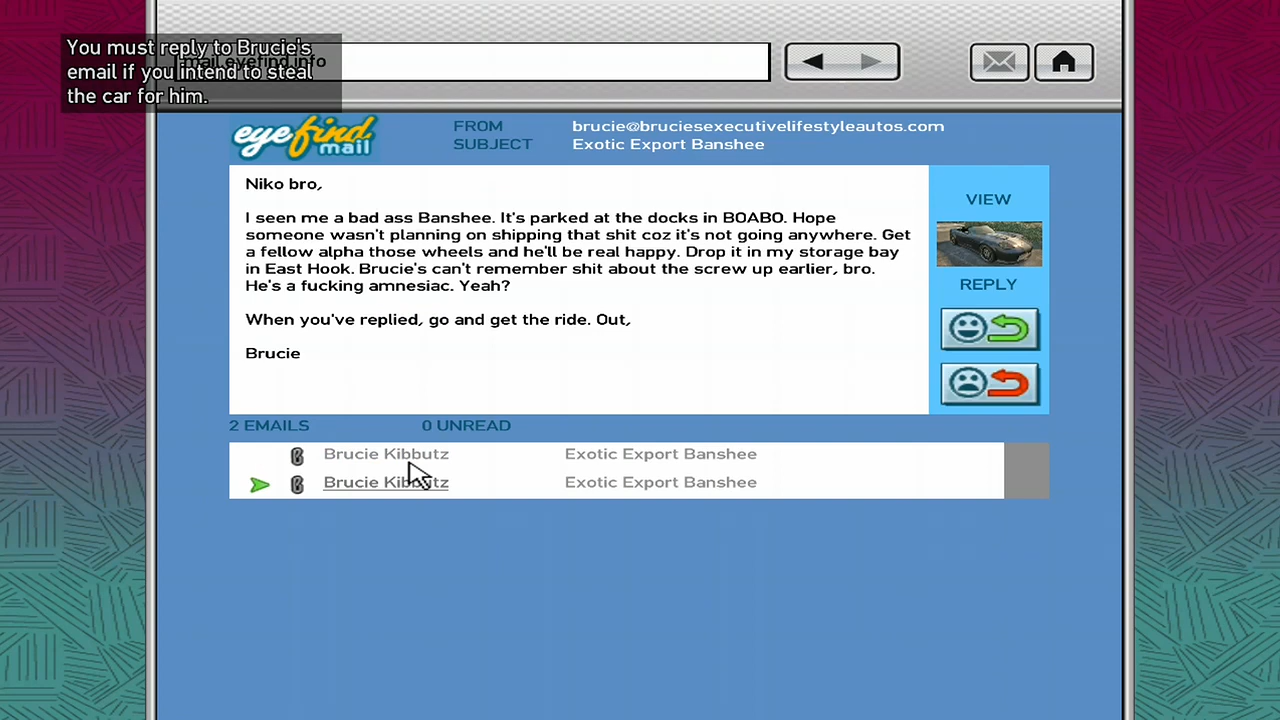 You must reply to Brucie's
email if you intend to steal
the car for him.
mail.eyefind.info
eyefind
mail
FROM brucie@bruciesexecutivelifestyleautos.com
SUBJECT Exotic Export Banshee
Niko bro,
I seen me a bad ass Banshee. It's parked at the docks in BOABO. Hope
someone wasn't planning on shipping that shit coz it's not going anywhere. Get
a fellow alpha those wheels and he'll be real happy. Drop it in my storage bay
in East Hook. Brucie's can't remember shit about the screw up earlier, bro.
He's a fucking amnesiac. Yeah?
When you've replied, go and get the ride. Out,
Brucie
VIEW
REPLY
2 EMAILS 0 UNREAD
Brucie Kibbutz Exotic Export Banshee
Brucie Kibbutz Exotic Export Banshee